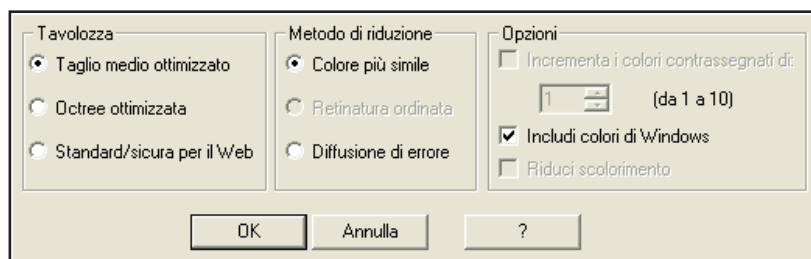 Tavolozza
Taglio medio ottimizzato
Octree ottimizzata
Standard/sicura per il Web
Metodo di riduzione
Colore più simile
Retinatura ordinata
Diffusione di errore
Opzioni
Incrementa i colori contrassegnati di:
1 (da 1 a 10)
Includi colori di Windows
Riduci scolorimento
OK Annulla ?